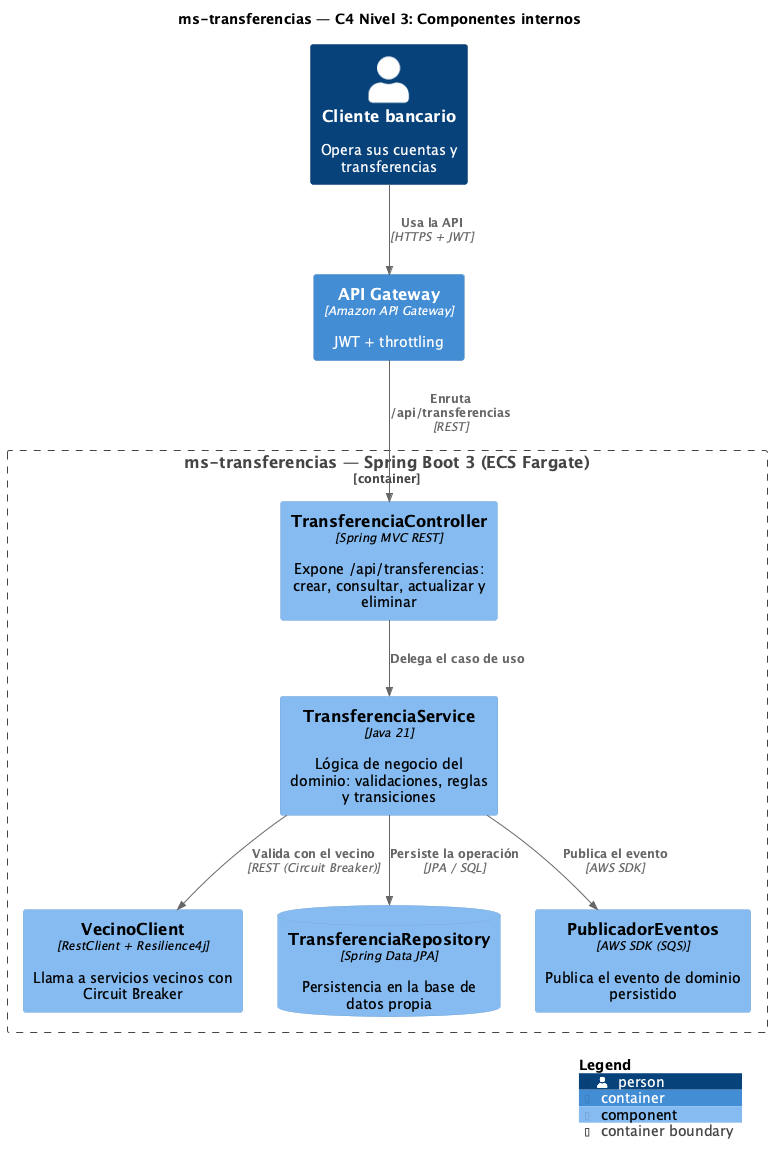 ms-transferencias — C4 Nivel 3: Componentes internos
Cliente bancario
Opera sus cuentas y
transferencias
Usa la API
[HTTPS + JWT]
API Gateway
[Amazon API Gateway]
JWT + throttling
Enruta
/api/transferencias
[REST]
ms-transferencias — Spring Boot 3 (ECS Fargate)
[container]
TransferenciaController
[Spring MVC REST]
Expone /api/transferencias:
crear, consultar, actualizar y
eliminar
Delega el caso de uso
TransferenciaService
[Java 21]
Lógica de negocio del
dominio: validaciones, reglas
y transiciones
Valida con el vecino
[REST (Circuit Breaker)]
Persiste la operación
[JPA / SQL]
Publica el evento
[AWS SDK]
VecinoClient
[RestClient + Resilience4j]
Llama a servicios vecinos con
Circuit Breaker
TransferenciaRepository
[Spring Data JPA]
Persistencia en la base de
datos propia
PublicadorEventos
[AWS SDK (SQS)]
Publica el evento de dominio
persistido
Legend
person
container
component
container boundary